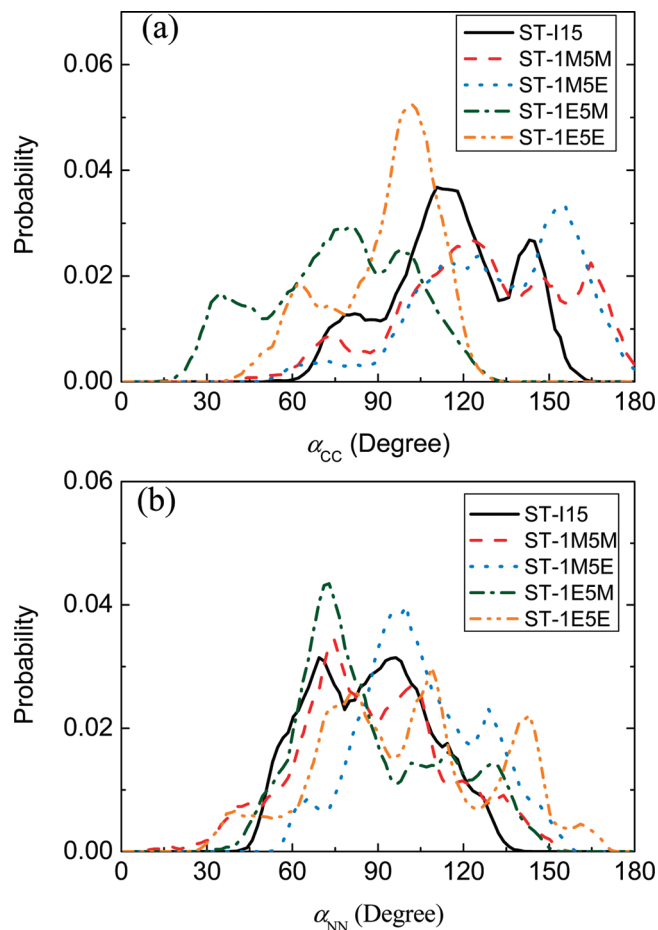 (a)
ST-I15
ST-1M5M
ST-1M5E
ST-1E5M
ST-1E5E
0.06
0.04
0.02
0.00
Probability
0 30 60 90 120 150 180
αCC (Degree)
(b)
ST-I15
ST-1M5M
ST-1M5E
ST-1E5M
ST-1E5E
0.06
0.04
0.02
0.00
Probability
0 30 60 90 120 150 180
αNN (Degree)